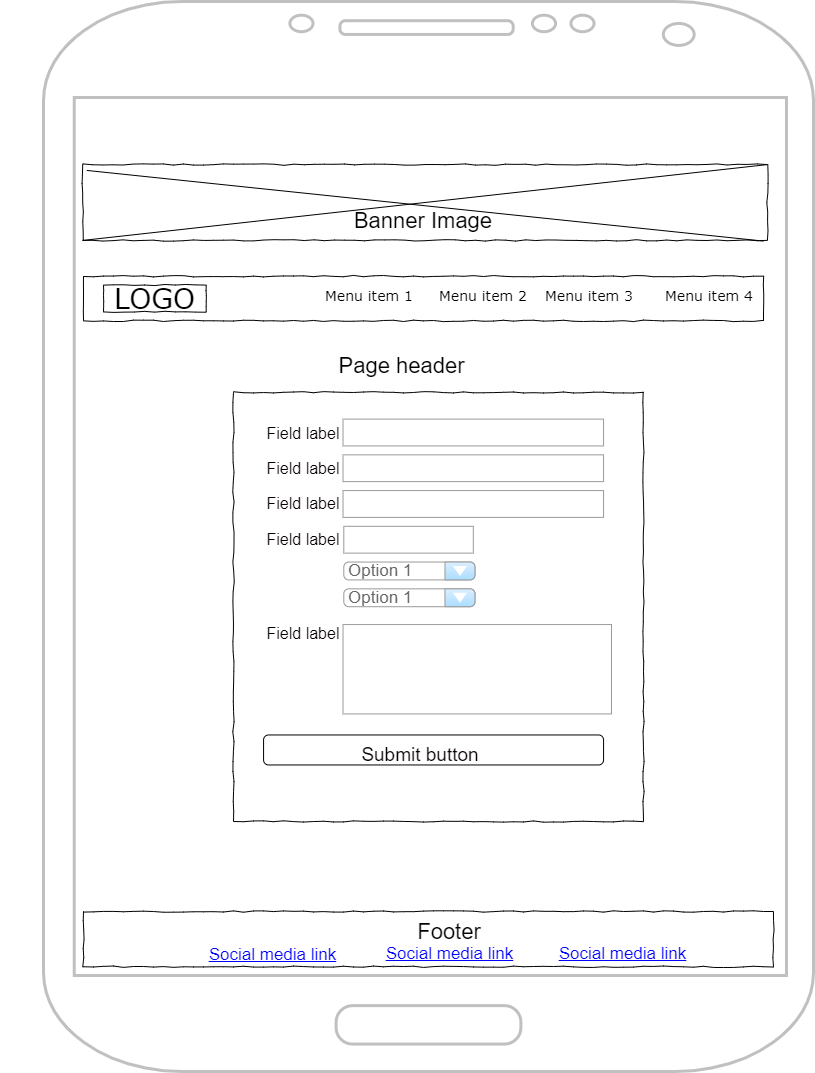 Banner Image
LOGO Menu item 1 Menu item 2 Menu item 3 Menu item 4
Page header
Field label
Field label
Field label
Field label
Option 1
Option 1
Field label
Submit button
Footer
Social media link Social media link Social media link